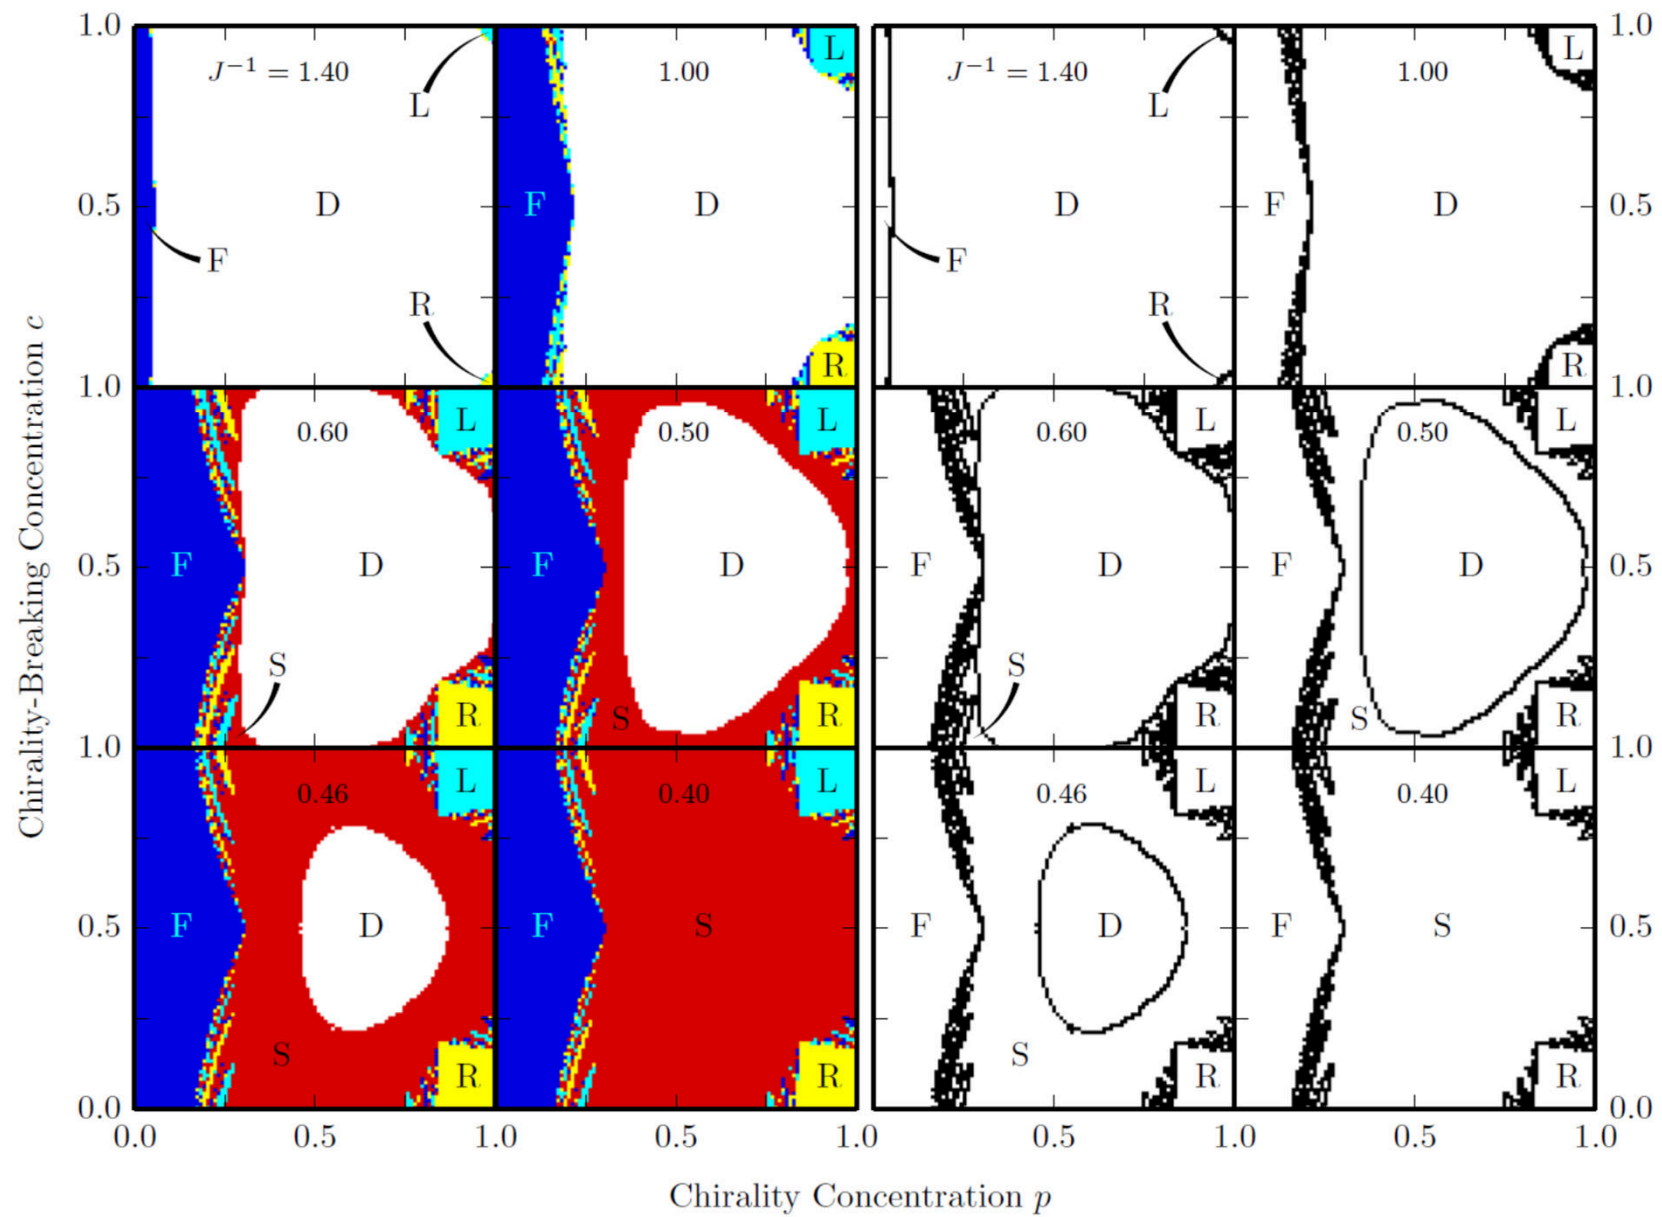 1.0 J⁻¹ = 1.40 1.00 L J⁻¹ = 1.40 1.00 L 1.0
L L
0.5 D F D D F D 0.5
F F
R R R R
1.0 L L L L 1.0
0.60 0.50 0.60 0.50
0.5 F D F D F D F D 0.5
S S
R S R R S R
1.0 L L L L 1.0
0.46 0.40 0.46 0.40
0.5 F D F S F D F S 0.5
S R R S R R
0.0 0.0
0.0 0.5 1.0 0.5 1.0 0.5 1.0 0.5 1.0
Chirality-Breaking Concentration c
Chirality Concentration p